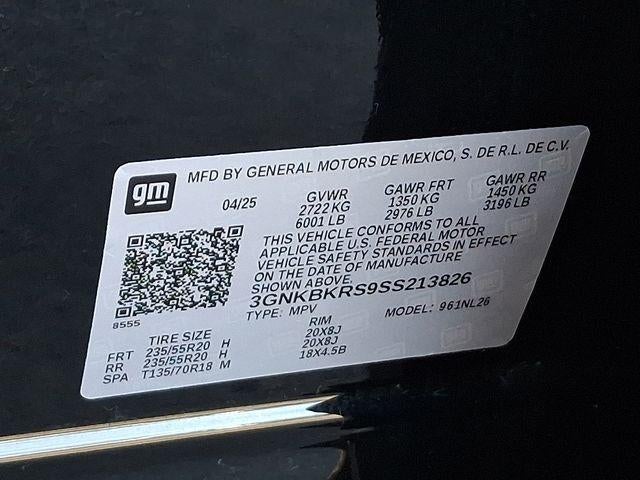 gm
MFD BY GENERAL MOTORS DE MEXICO, S. DE R.L. DE C.V.
04/25 GVWR GAWR FRT GAWR RR
2722 KG 1350 KG 1450 KG
6001 LB 2976 LB 3196 LB
THIS VEHICLE CONFORMS TO ALL
APPLICABLE U.S. FEDERAL MOTOR
VEHICLE SAFETY STANDARDS IN EFFECT
ON THE DATE OF MANUFACTURE
SHOWN ABOVE.
3GNKBKRS9SS213826
TYPE: MPV MODEL: 961NL26
8555
TIRE SIZE RIM
FRT 235/55R20 H 20X8J
RR 235/55R20 H 20X8J
SPA T135/70R18 M 18X4.5B